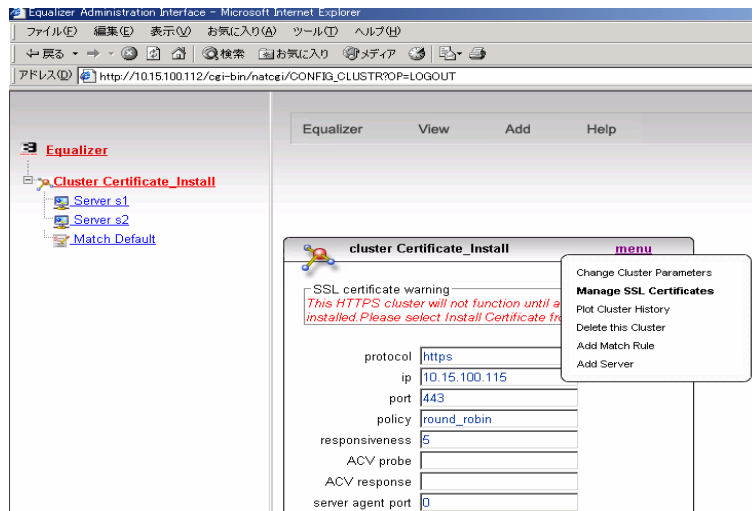 Equalizer Administration Interface - Microsoft Internet Explorer
ファイル(F) 編集(E) 表示(V) お気に入り(A) ツール(T) ヘルプ(H)
戻る 検索 お気に入り メディア
アドレス(D) http://10.15.100.112/cgi-bin/natcgi/CONFIG_CLUSTR?OP=LOGOUT
Equalizer View Add Help
Equalizer
Cluster Certificate_Install
Server s1
Server s2
Match Default
cluster Certificate_Install menu
Change Cluster Parameters
Manage SSL Certificates
Plot Cluster History
Delete this Cluster
Add Match Rule
Add Server
SSL certificate warning
This HTTPS cluster will not function until a
installed.Please select Install Certificate
protocol https
ip 10.15.100.115
port 443
policy round_robin
responsiveness 5
ACV probe
ACV response
server agent port 0